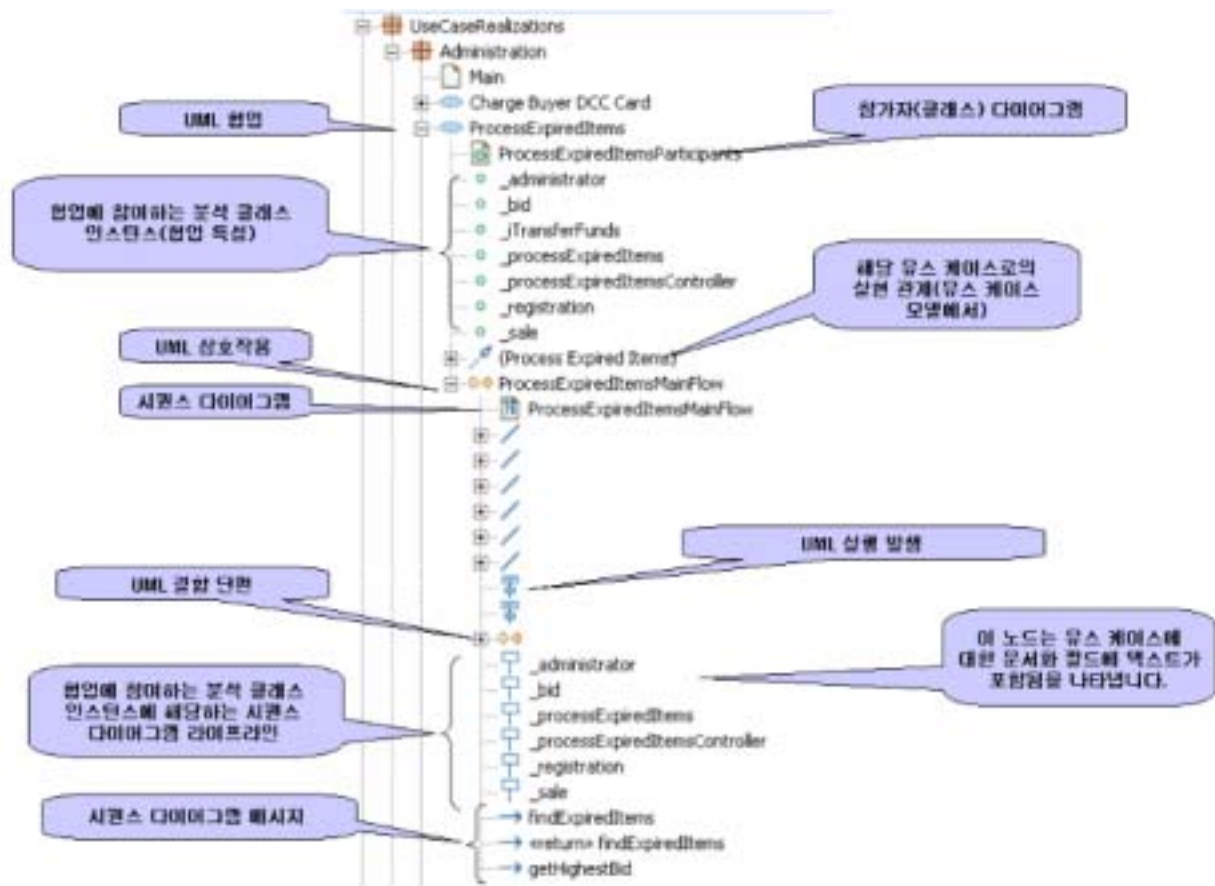 UseCaseRealizations
Administration
Main
Charge Buyer DCC Card
ProcessExpiredItems
ProcessExpiredItemsParticipants
_administrator
_bid
_iTransferFunds
_processExpiredItems
_processExpiredItemsController
_registration
_sale
(Process Expired Items)
ProcessExpiredItemsMainFlow
ProcessExpiredItemsMainFlow
_administrator
_bid
_processExpiredItems
_processExpiredItemsController
_registration
_sale
findExpiredItems
«return» findExpiredItems
getHighestBid
UML 협업
협업에 참여하는 분석 클래스
인스턴스(협업 특성)
UML 상호작용
시퀀스 다이어그램
UML 결합 단편
협업에 참여하는 분석 클래스
인스턴스에 해당하는 시퀀스
다이어그램 라이프라인
시퀀스 다이어그램 메시지
참가자(클래스) 다이어그램
해당 유스 케이스로의
실현 관계(유스 케이스
모델에서)
UML 실행 발생
이 노드는 유스 케이스에
대한 문서화 필드에 텍스트가
포함됨을 나타냅니다.